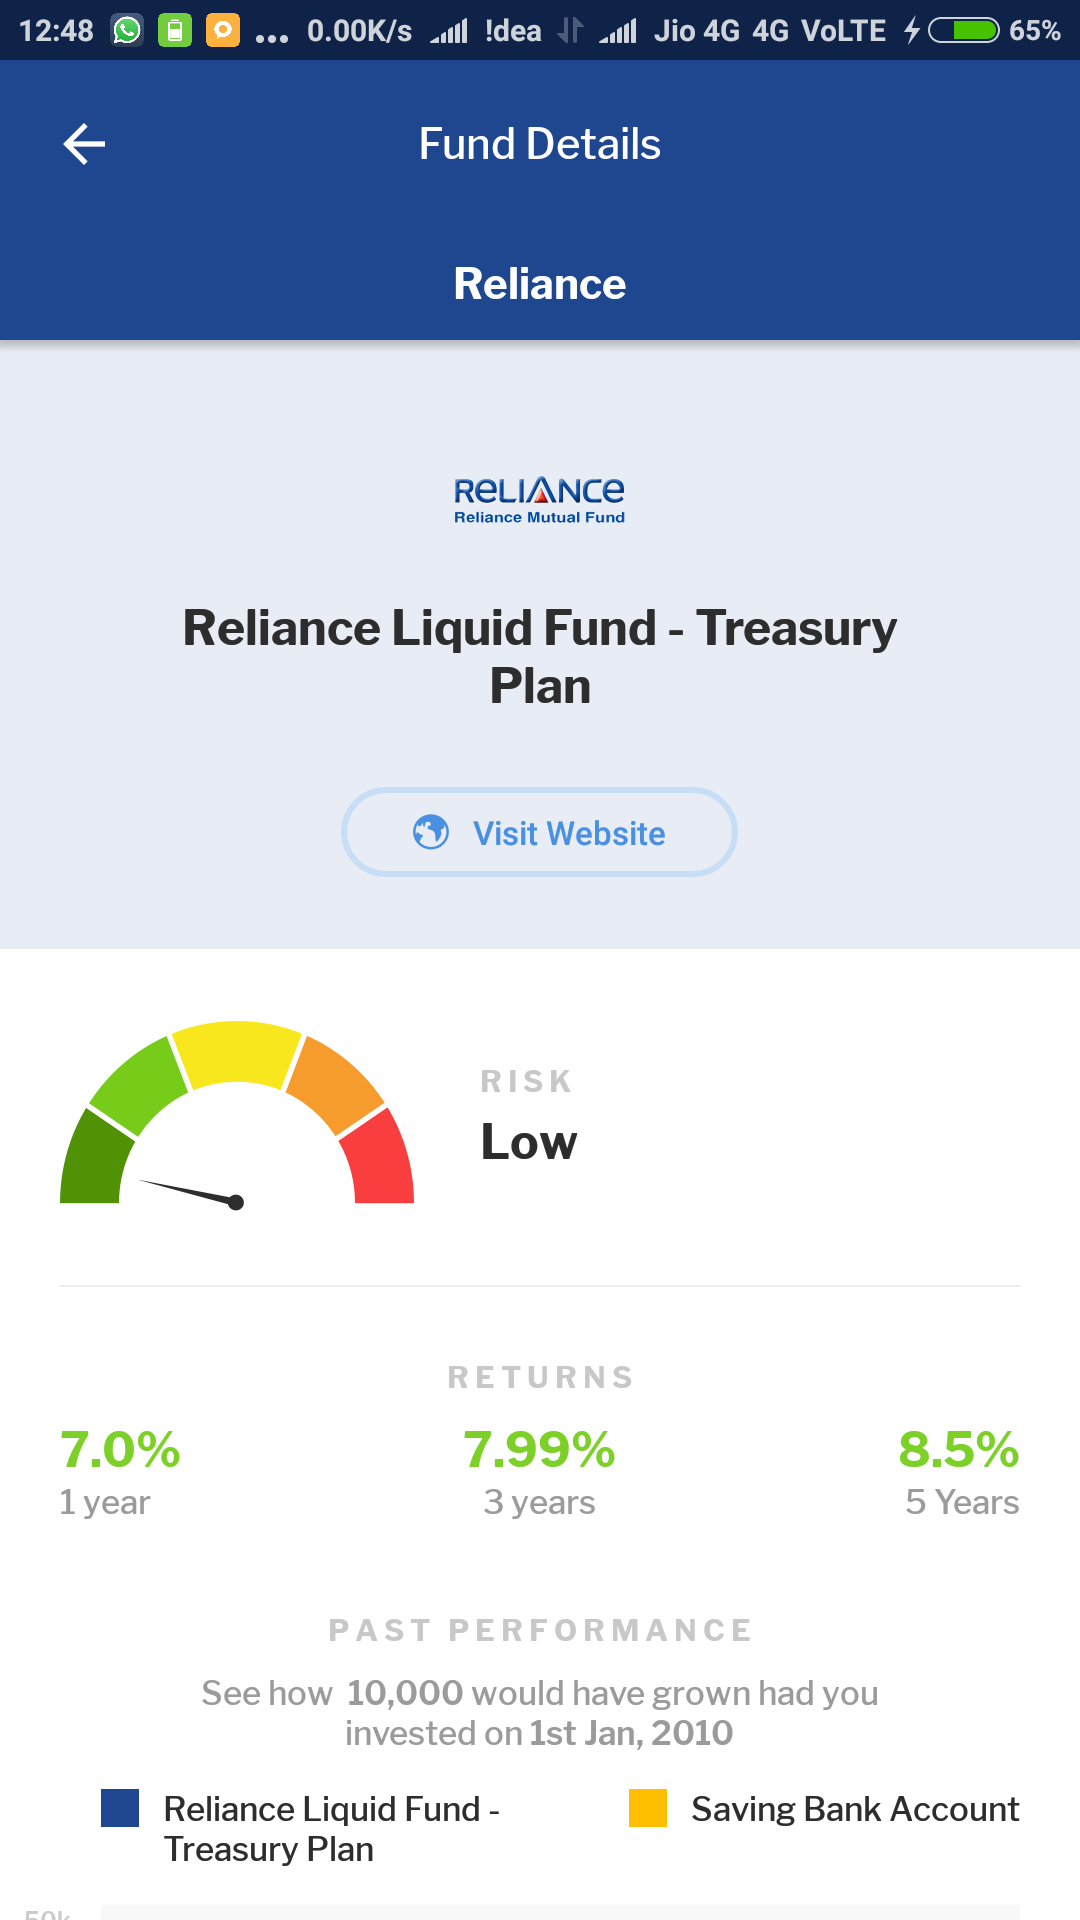 12:48 ... 0.00K/s !dea Jio 4G 4G VoLTE 65%
Fund Details
Reliance
RELIANCE
Reliance Mutual Fund
Reliance Liquid Fund - Treasury
Plan
Visit Website
RISK
Low
RETURNS
7.0% 7.99% 8.5%
1 year 3 years 5 Years
PAST PERFORMANCE
See how 10,000 would have grown had you
invested on 1st Jan, 2010
Reliance Liquid Fund - Saving Bank Account
Treasury Plan
50k